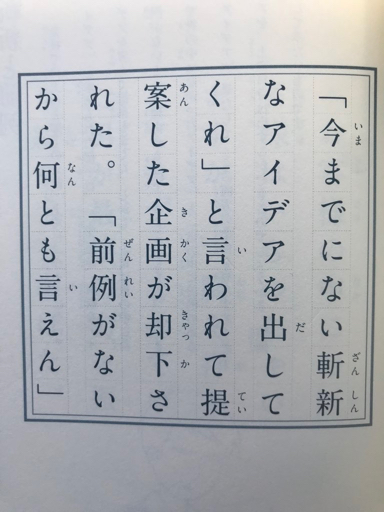 「今までにない斬新
なアイデアを出して
くれ」と言われて提
案した企画が却下さ
れた。「前例がない
から何とも言えん」